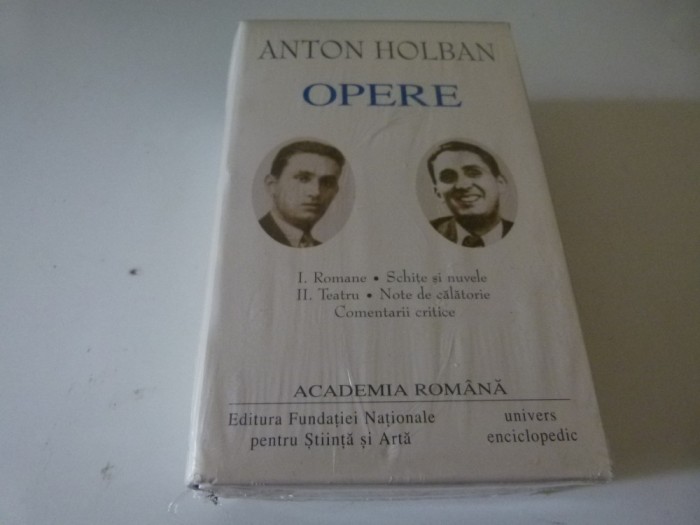 ANTON HOLBAN
OPERE
I. Romane • Schițe și nuvele
II. Teatru • Note de călătorie
Comentarii critice
ACADEMIA ROMÂNĂ
Editura Fundației Naționale
pentru Știință și Artă
univers
enciclopedic